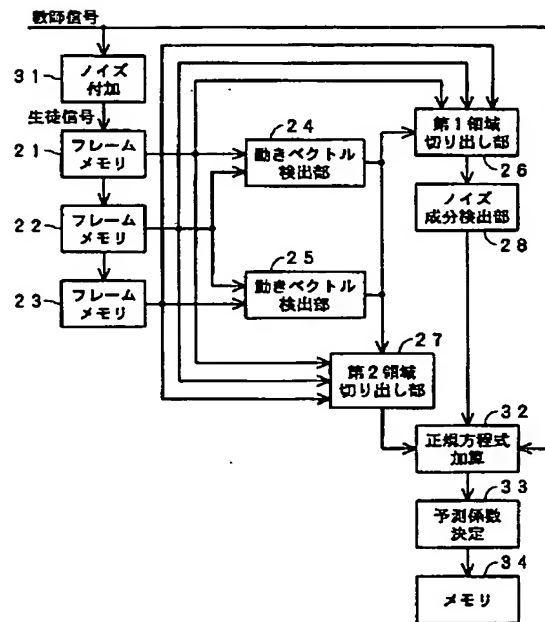 教師信号
31
ノイズ
付加
生徒信号
21
フレーム
メモリ
22
フレーム
メモリ
23
フレーム
メモリ
24
動きベクトル
検出部
25
動きベクトル
検出部
第1領域
切り出し部
26
ノイズ
成分検出部
28
27
第2領域
切り出し部
32
正規方程式
加算
33
予測係数
決定
34
メモリ